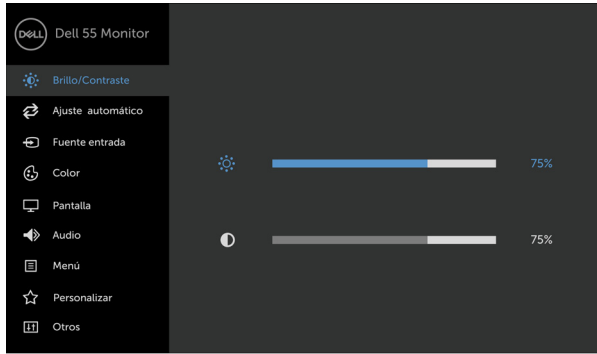 DELL Dell 55 Monitor
Brillo/Contraste
Ajuste automático
Fuente entrada
Color
Pantalla
Audio
Menú
Personalizar
Otros
75%
75%